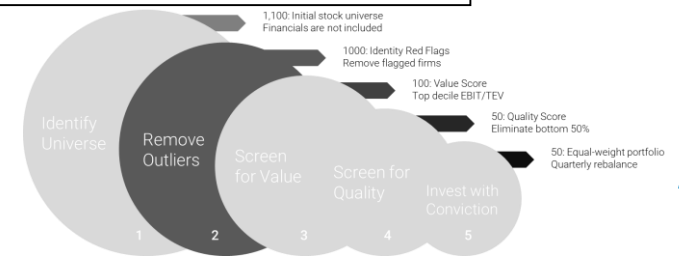 1,100: Initial stock universe
Financials are not included
1000: Identity Red Flags
Remove flagged firms
100: Value Score
Top decile EBIT/TEV
50: Quality Score
Eliminate bottom 50%
50: Equal-weight portfolio
Quarterly rebalance
Identify
Universe
1
Remove
Outliers
2
Screen
for Value
3
Screen for
Quality
4
Invest with
Conviction
5